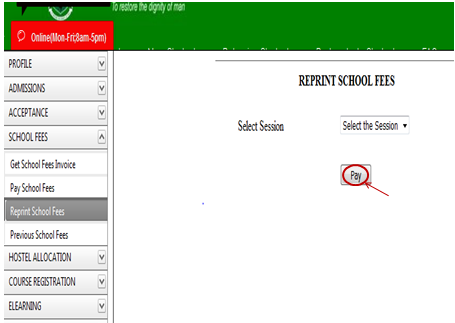 To restore the dignity of man
Online(Mon-Fri;8am-5pm)
PROFILE
ADMISSIONS
ACCEPTANCE
SCHOOL FEES
Get School Fees Invoice
Pay School Fees
Reprint School Fees
Previous School Fees
HOSTEL ALLOCATION
COURSE REGISTRATION
ELEARNING
REPRINT SCHOOL FEES
Select Session
Select the Session
Pay